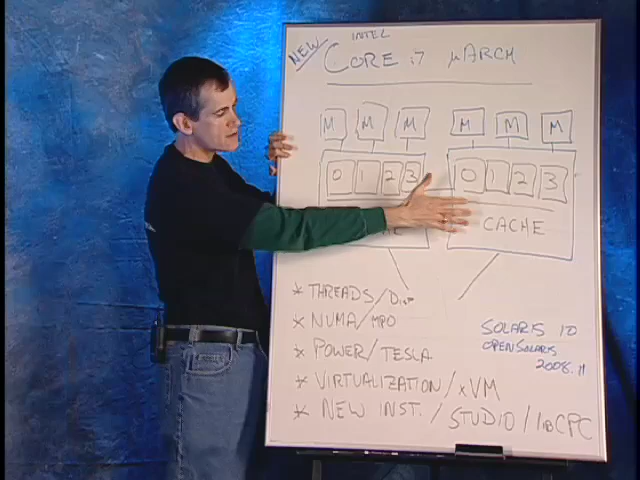 NEW INTEL
CORE i7 µARCH
M M M M M M
0 1 2 3 0 1 2 3
CACHE
* THREADS/DISP
* NUMA/MPO
* POWER/TESLA
* VIRTUALIZATION/xVM
* NEW INST./STUDIO/libCPC
SOLARIS 10
OPENSOLARIS
2008.11